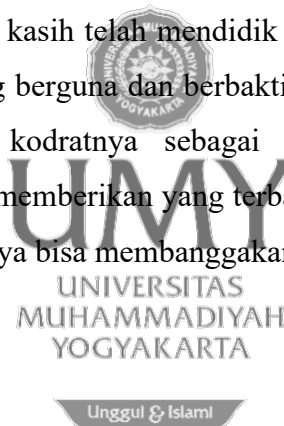 kasih telah mendidik
berguna dan berbakti
kodratnya sebagai
memberikan yang terba
ya bisa membanggakan
UMY
UNIVERSITAS
MUHAMMADIYAH
YOGYAKARTA
Unggul & Islami